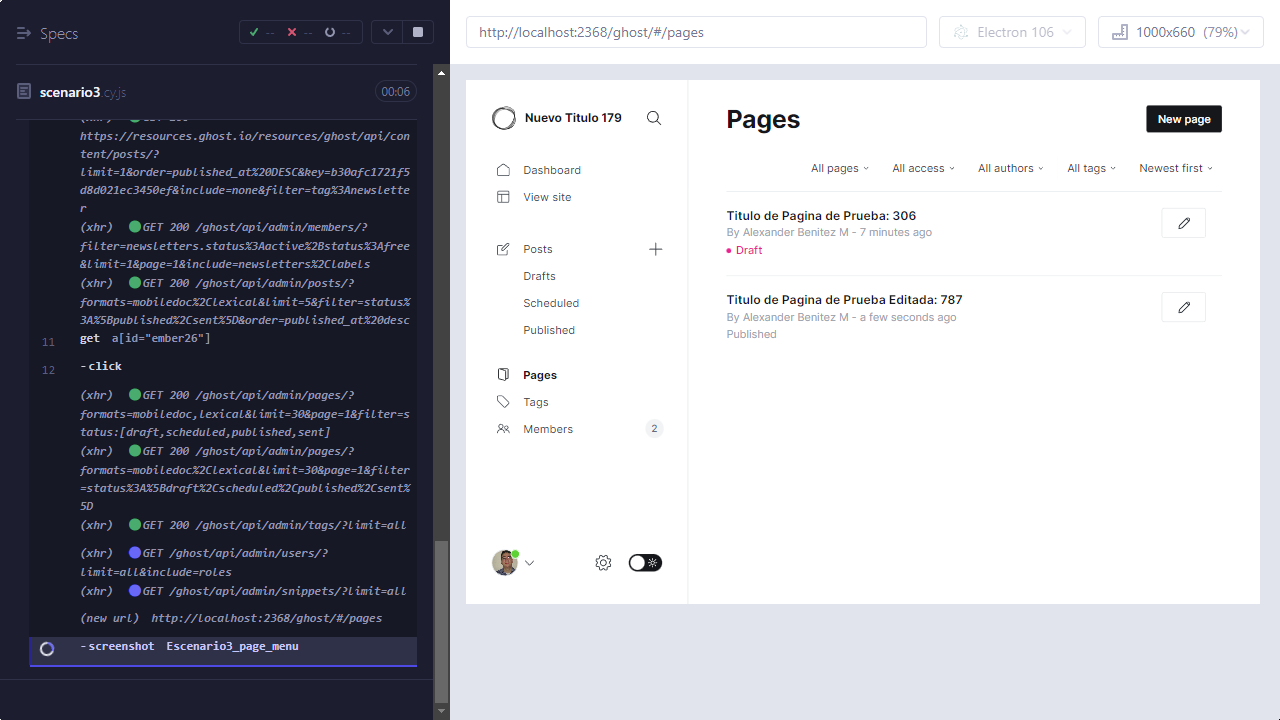 Specs
--
--
--
scenario3.cy.js
00:06
(xhr) GET 200
https://resources.ghost.io/resources/ghost/api/con
tent/posts/?
limit=1&order=published_at%20DESC&key=b30afc1721f5
d8d021ec3450ef&include=none&filter=tag%3Anewslette
r
(xhr) GET 200 /ghost/api/admin/members/?
filter=newsletters.status%3Aactive%2Bstatus%3Afree
&limit=1&page=1&include=newsletters%2Clabels
(xhr) GET 200 /ghost/api/admin/posts/?
formats=mobiledoc%2Clexical&limit=5&filter=status%
3A%5Bpublished%2Csent%5D&order=published_at%20desc
11 get a[id="ember26"]
12 -click
(xhr) GET 200 /ghost/api/admin/pages/?
formats=mobiledoc,lexical&limit=30&page=1&filter=s
tatus:[draft,scheduled,published,sent]
(xhr) GET 200 /ghost/api/admin/pages/?
formats=mobiledoc%2Clexical&limit=30&page=1&filter
=status%3A%5Bdraft%2Cscheduled%2Cpublished%2Csent%
5D
(xhr) GET 200 /ghost/api/admin/tags/?limit=all
(xhr) GET /ghost/api/admin/users/?
limit=all&include=roles
(xhr) GET /ghost/api/admin/snippets/?limit=all
(new url) http://localhost:2368/ghost/#/pages
-screenshot Escenario3_page_menu
http://localhost:2368/ghost/#/pages
Electron 106
1000x660 (79%)
Nuevo Titulo 179
Dashboard
View site
Posts
Drafts
Scheduled
Published
Pages
Tags
Members
2
Pages
New page
All pages
All access
All authors
All tags
Newest first
Titulo de Pagina de Prueba: 306
By Alexander Benitez M - 7 minutes ago
Draft
Titulo de Pagina de Prueba Editada: 787
By Alexander Benitez M - a few seconds ago
Published